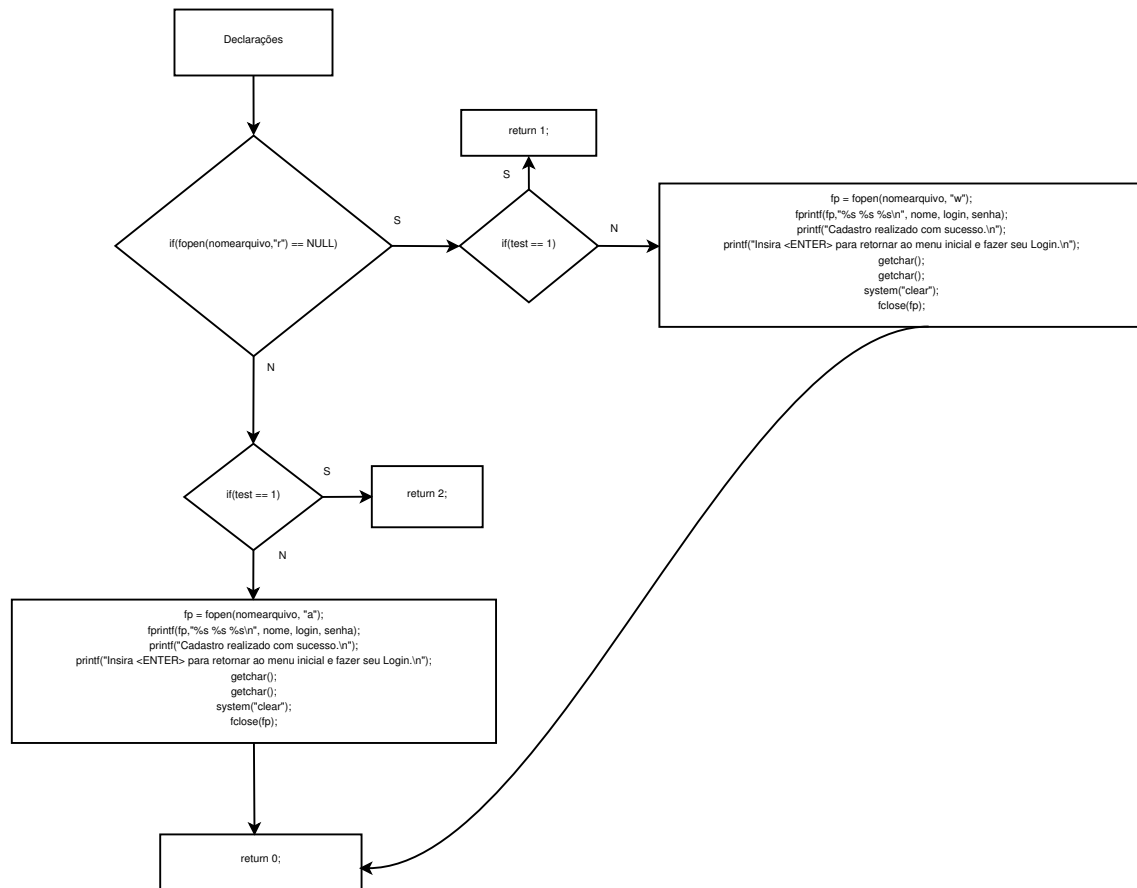 Declarações
return 1;
S
if(fopen(nomearquivo,"r") == NULL)
S
if(test == 1)
N
fp = fopen(nomearquivo, "w");
fprintf(fp,"%s %s %s\n", nome, login, senha);
printf("Cadastro realizado com sucesso.\n");
printf("Insira <ENTER> para retornar ao menu inicial e fazer seu Login.\n");
getchar();
getchar();
system("clear");
fclose(fp);
N
if(test == 1)
S
return 2;
N
fp = fopen(nomearquivo, "a");
fprintf(fp,"%s %s %s\n", nome, login, senha);
printf("Cadastro realizado com sucesso.\n");
printf("Insira <ENTER> para retornar ao menu inicial e fazer seu Login.\n");
getchar();
getchar();
system("clear");
fclose(fp);
return 0;